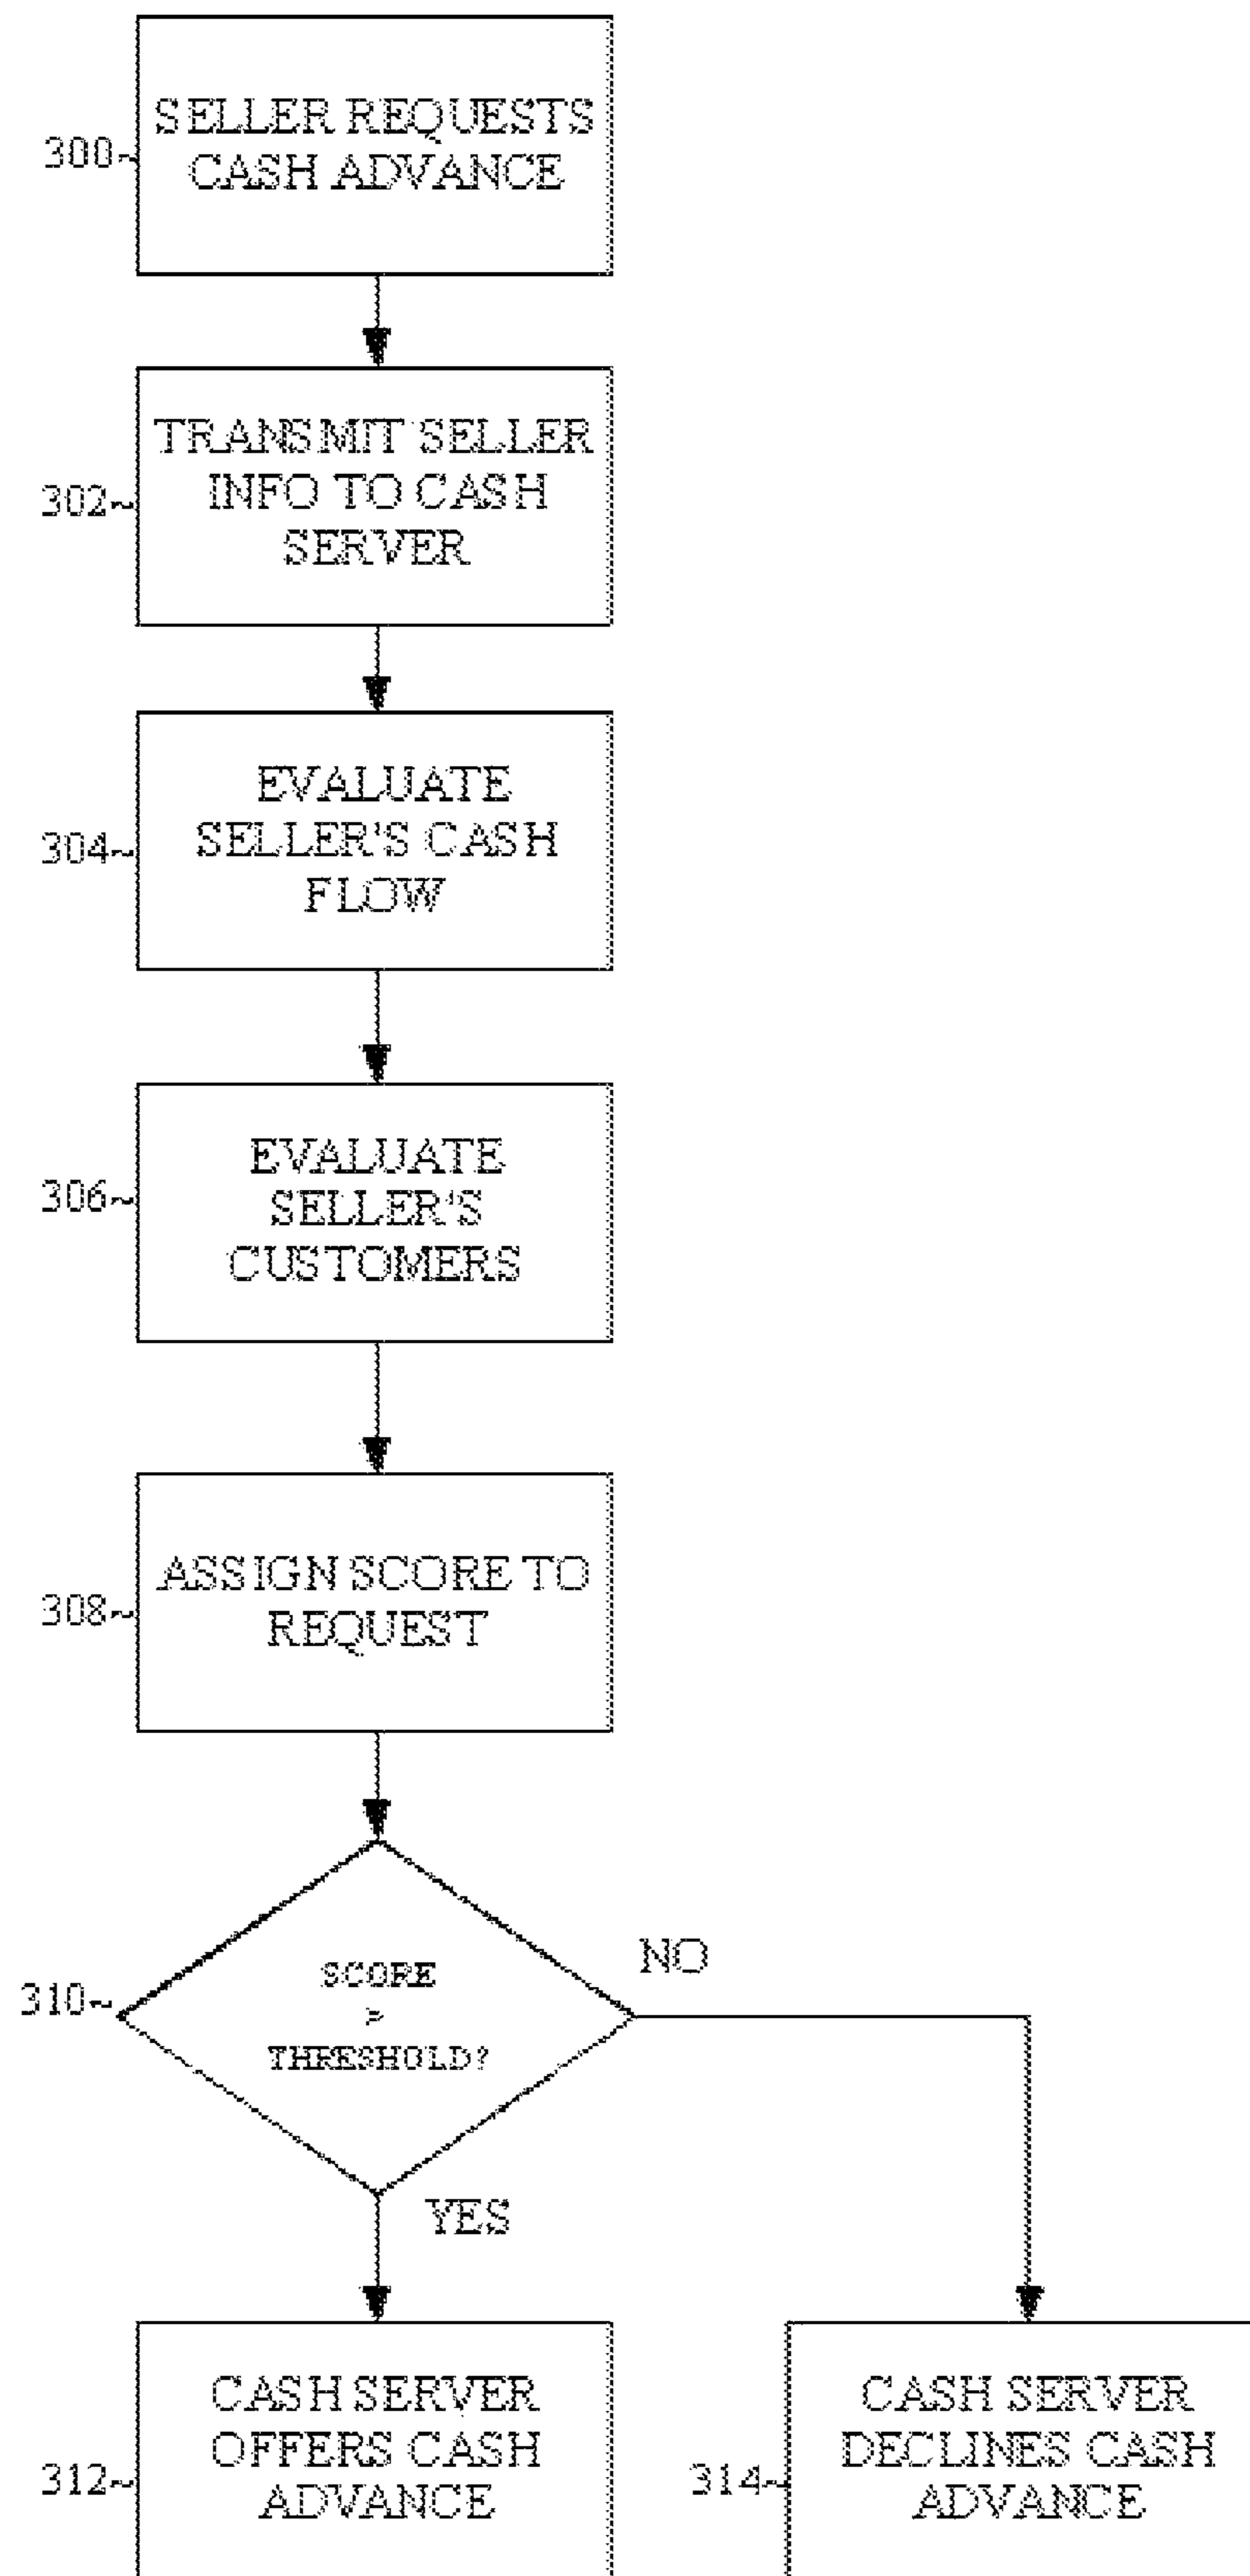 SELLER REQUESTS
CASH ADVANCE
300~
TRANSMIT SELLER
INFO TO CASH
SERVER
302~
EVALUATE
SELLER'S CASH
FLOW
304~
EVALUATE
SELLER'S
CUSTOMERS
306~
ASSIGN SCORE TO
REQUEST
308~
SCORE
>
THRESHOLD?
310~
NO
YES
CASH SERVER
OFFERS CASH
ADVANCE
312~
CASH SERVER
DECLINES CASH
ADVANCE
314~